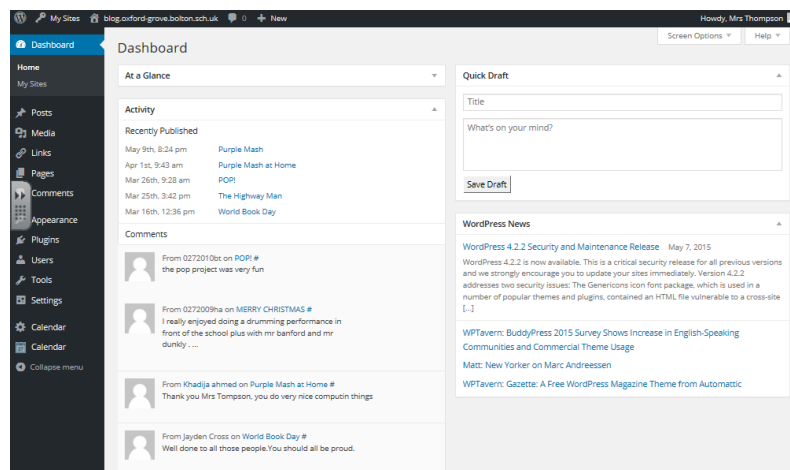 My Sites blog.oxford-grove.bolton.sch.uk 0 + New Howdy, Mrs Thompson
Dashboard
Home
My Sites
Posts
Media
Links
Pages
Comments
Appearance
Plugins
Users
Tools
Settings
Calendar
Calendar
Collapse menu
Screen Options Help
Dashboard
At a Glance
Activity
Recently Published
May 9th, 8:24 pm Purple Mash
Apr 1st, 9:43 am Purple Mash at Home
Mar 26th, 9:28 am POP!
Mar 25th, 3:42 pm The Highway Man
Mar 16th, 12:36 pm World Book Day
Comments
From 0272010bt on POP! #
the pop project was very fun
From 0272009ha on MERRY CHRISTMAS #
I really enjoyed doing a drumming performance in
front of the school plus with mr banford and mr
dunkly . ...
From Khadija ahmed on Purple Mash at Home #
Thank you Mrs Tompson, you do very nice computin things
From Jayden Cross on World Book Day #
Well done to all those people.You should all be proud.
Quick Draft
Title
What's on your mind?
Save Draft
WordPress News
WordPress 4.2.2 Security and Maintenance Release May 7, 2015
WordPress 4.2.2 is now available. This is a critical security release for all previous versions
and we strongly encourage you to update your sites immediately. Version 4.2.2
addresses two security issues: The Genericons icon font package, which is used in a
number of popular themes and plugins, contained an HTML file vulnerable to a cross-site
[...]
WPTavern: BuddyPress 2015 Survey Shows Increase in English-Speaking
Communities and Commercial Theme Usage
Matt: New Yorker on Marc Andreessen
WPTavern: Gazette: A Free WordPress Magazine Theme from Automattic